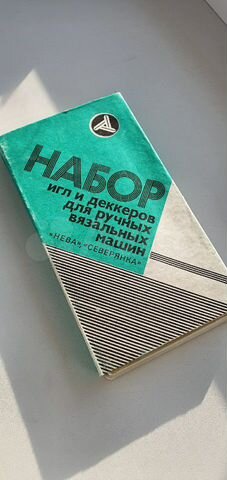 НАБОР
игл и деккеров
для ручных
вязальных
машин
«НЕВА», «СЕВЕРЯНКА»